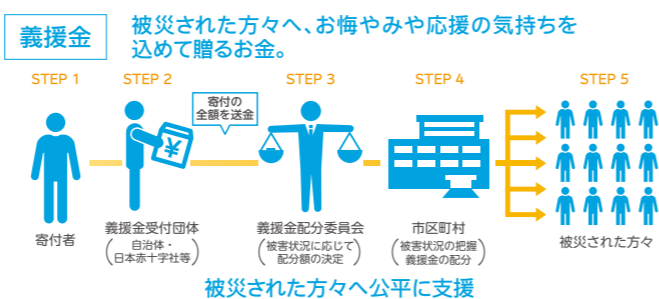 義援金
被災された方々へ、お悔やみや応援の気持ちを
込めて贈るお金。
STEP 1
STEP 2
STEP 3
STEP 4
STEP 5
寄付の
全額を送金
寄付者
義援金受付団体
(自治体・
日本赤十字社等)
義援金配分委員会
(被害状況に応じて
配分額の決定)
市区町村
(被害状況の把握
義援金の配分)
被災された方々
被災された方々へ公平に支援